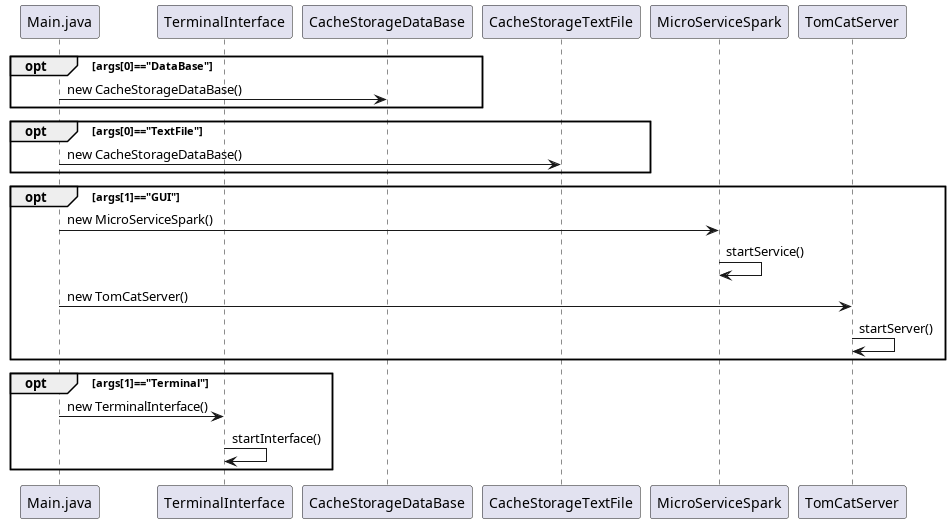 Main.java TerminalInterface CacheStorageDataBase CacheStorageTextFile MicroServiceSpark TomCatServer
opt [args[0]=="DataBase"]
new CacheStorageDataBase()
opt [args[0]=="TextFile"]
new CacheStorageDataBase()
opt [args[1]=="GUI"]
new MicroServiceSpark()
startService()
new TomCatServer()
startServer()
opt [args[1]=="Terminal"]
new TerminalInterface()
startInterface()
Main.java TerminalInterface CacheStorageDataBase CacheStorageTextFile MicroServiceSpark TomCatServer